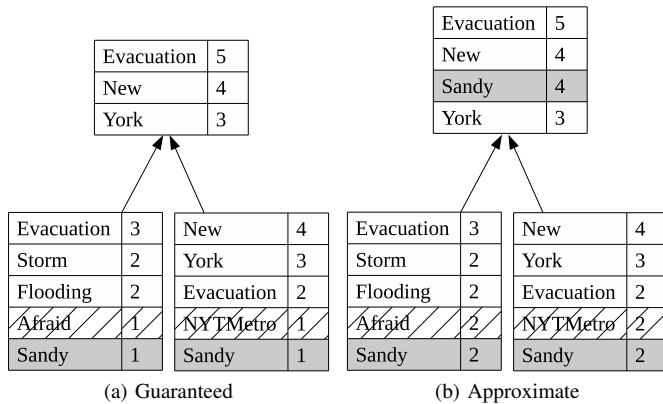 Evacuation 5
New 4
York 3
Evacuation 5
New 4
Sandy 4
York 3
Evacuation 3
Storm 2
Flooding 2
Afraid 1
Sandy 1
New 4
York 3
Evacuation 2
NYTMetro 1
Sandy 1
Evacuation 3
Storm 2
Flooding 2
Afraid 2
Sandy 2
New 4
York 3
Evacuation 2
NYTMetro 2
Sandy 2
(a) Guaranteed
(b) Approximate